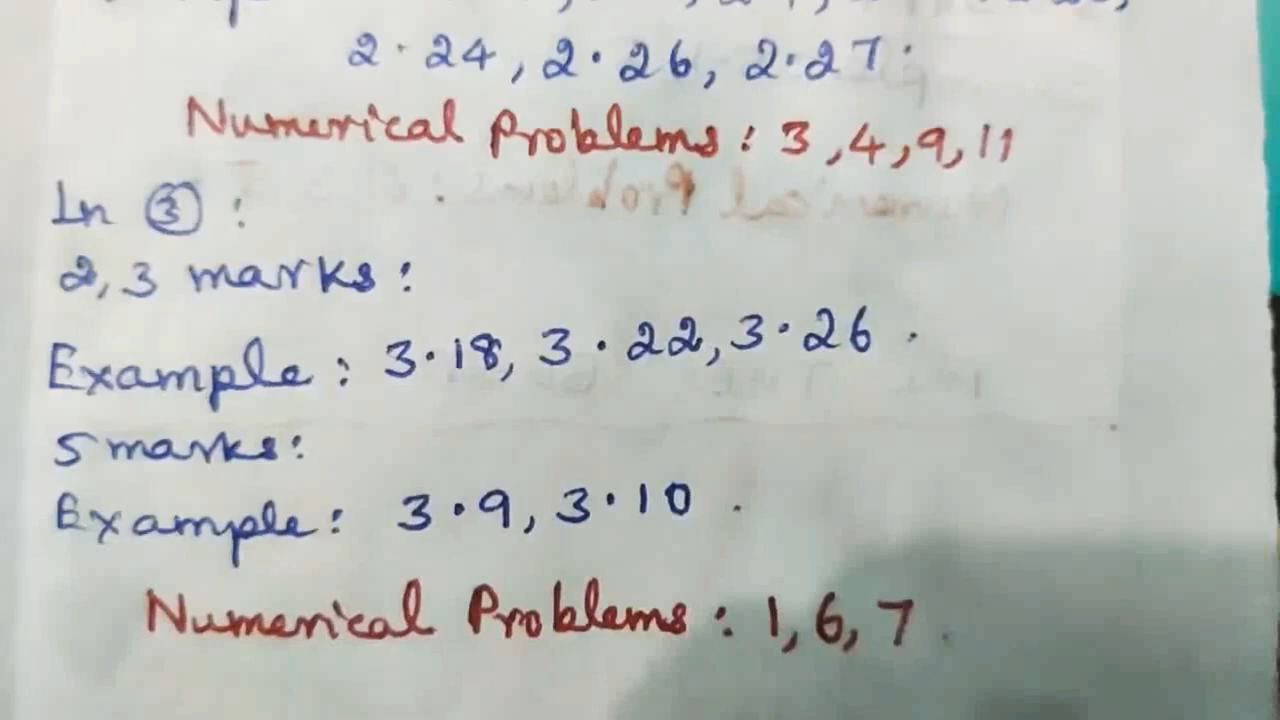 2.24, 2.26, 2.27.
Numerical Problems: 3, 4, 9, 11
Ln ③:
2, 3 marks:
Example: 3.18, 3.22, 3.26.
5 marks:
Example: 3.9, 3.10.
Numerical Problems: 1, 6, 7.